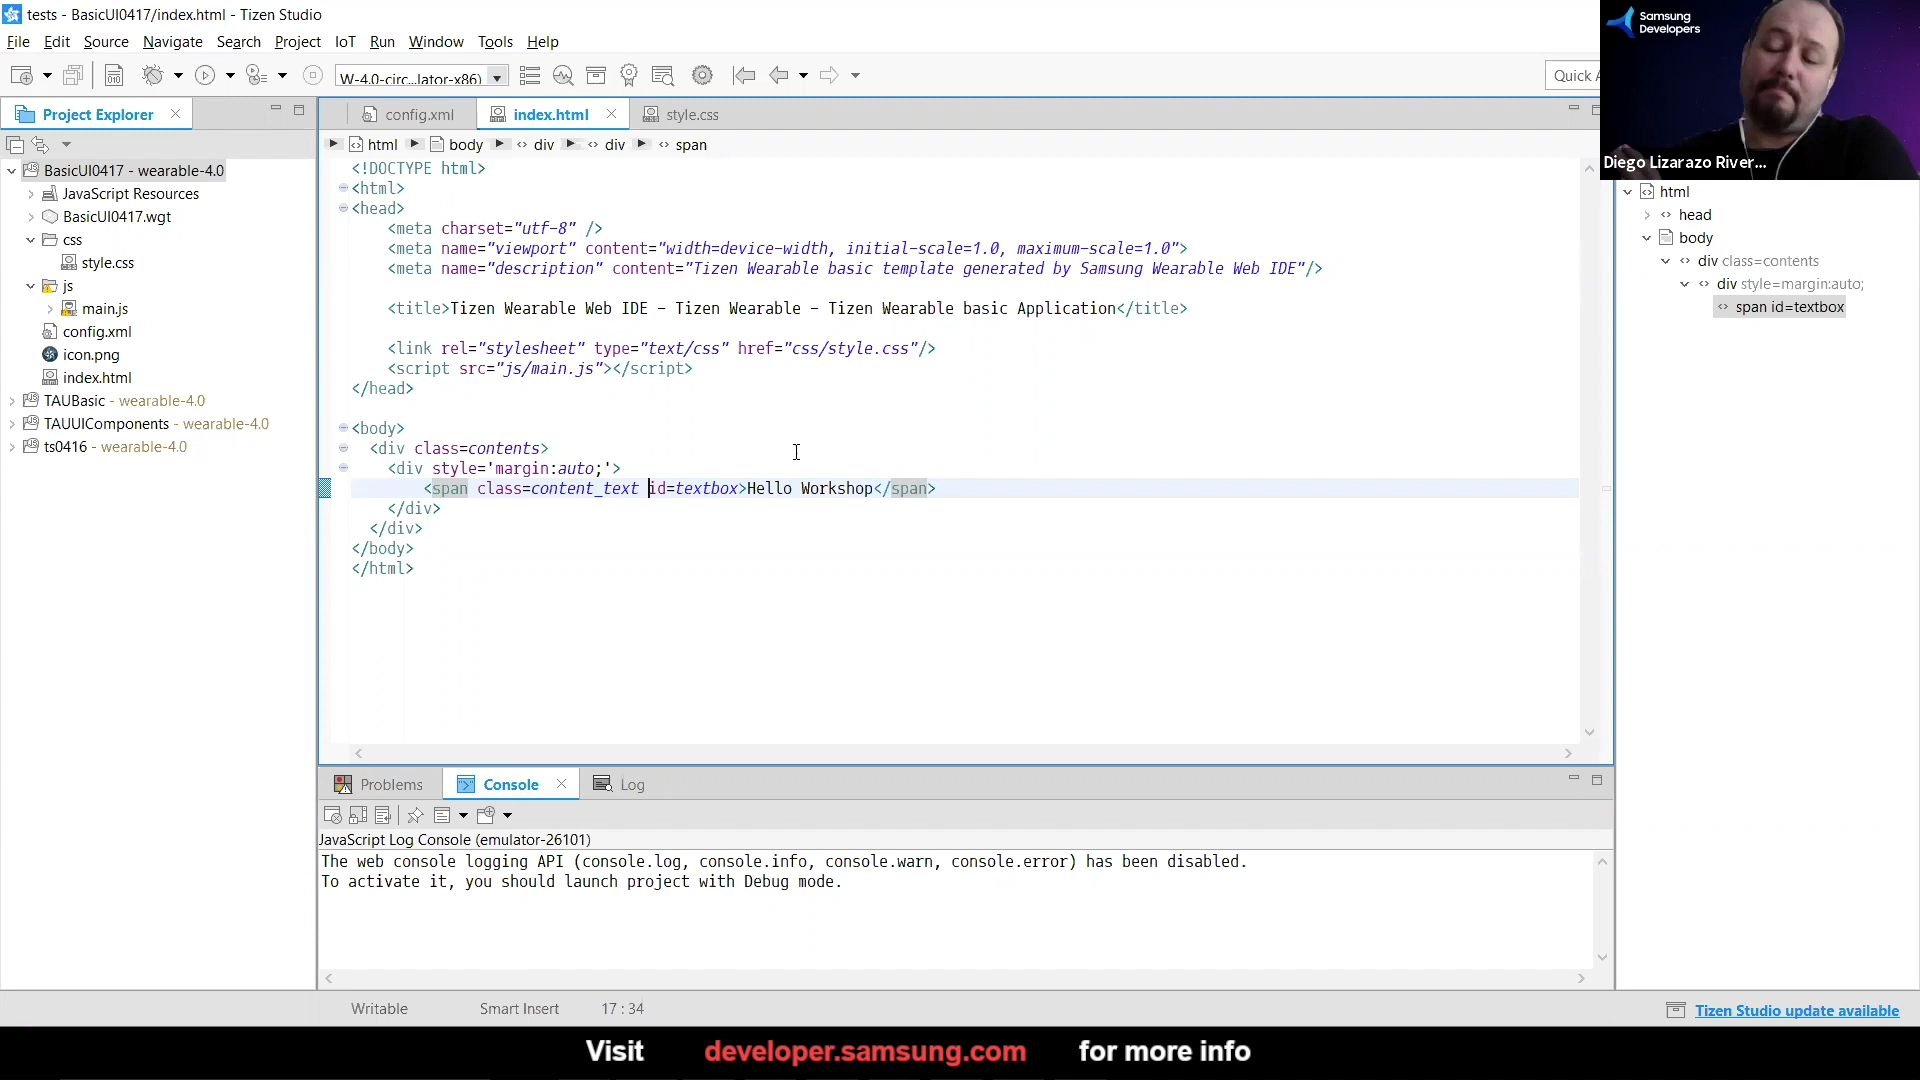 tests - BasicUI0417/index.html - Tizen Studio
File Edit Source Navigate Search Project IoT Run Window Tools Help
W-4.0-circ...lator-x86)
Quick A
Samsung
Developers
Diego Lizarazo River...
Project Explorer
BasicUI0417 - wearable-4.0
JavaScript Resources
BasicUI0417.wgt
css
style.css
js
main.js
config.xml
icon.png
index.html
TAUBasic - wearable-4.0
TAUUIComponents - wearable-4.0
ts0416 - wearable-4.0
config.xml index.html style.css
html body div div span
<!DOCTYPE html>
<html>
<head>
<meta charset="utf-8" />
<meta name="viewport" content="width=device-width, initial-scale=1.0, maximum-scale=1.0">
<meta name="description" content="Tizen Wearable basic template generated by Samsung Wearable Web IDE"/>
<title>Tizen Wearable Web IDE - Tizen Wearable - Tizen Wearable basic Application</title>
<link rel="stylesheet" type="text/css" href="css/style.css"/>
<script src="js/main.js"></script>
</head>
<body>
<div class=contents>
<div style='margin:auto;'>
<span class=content_text id=textbox>Hello Workshop</span>
</div>
</div>
</body>
</html>
html
head
body
div class=contents
div style=margin:auto;
span id=textbox
Problems Console Log
JavaScript Log Console (emulator-26101)
The web console logging API (console.log, console.info, console.warn, console.error) has been disabled.
To activate it, you should launch project with Debug mode.
Writable Smart Insert 17 : 34
Tizen Studio update available
Visit developer.samsung.com for more info